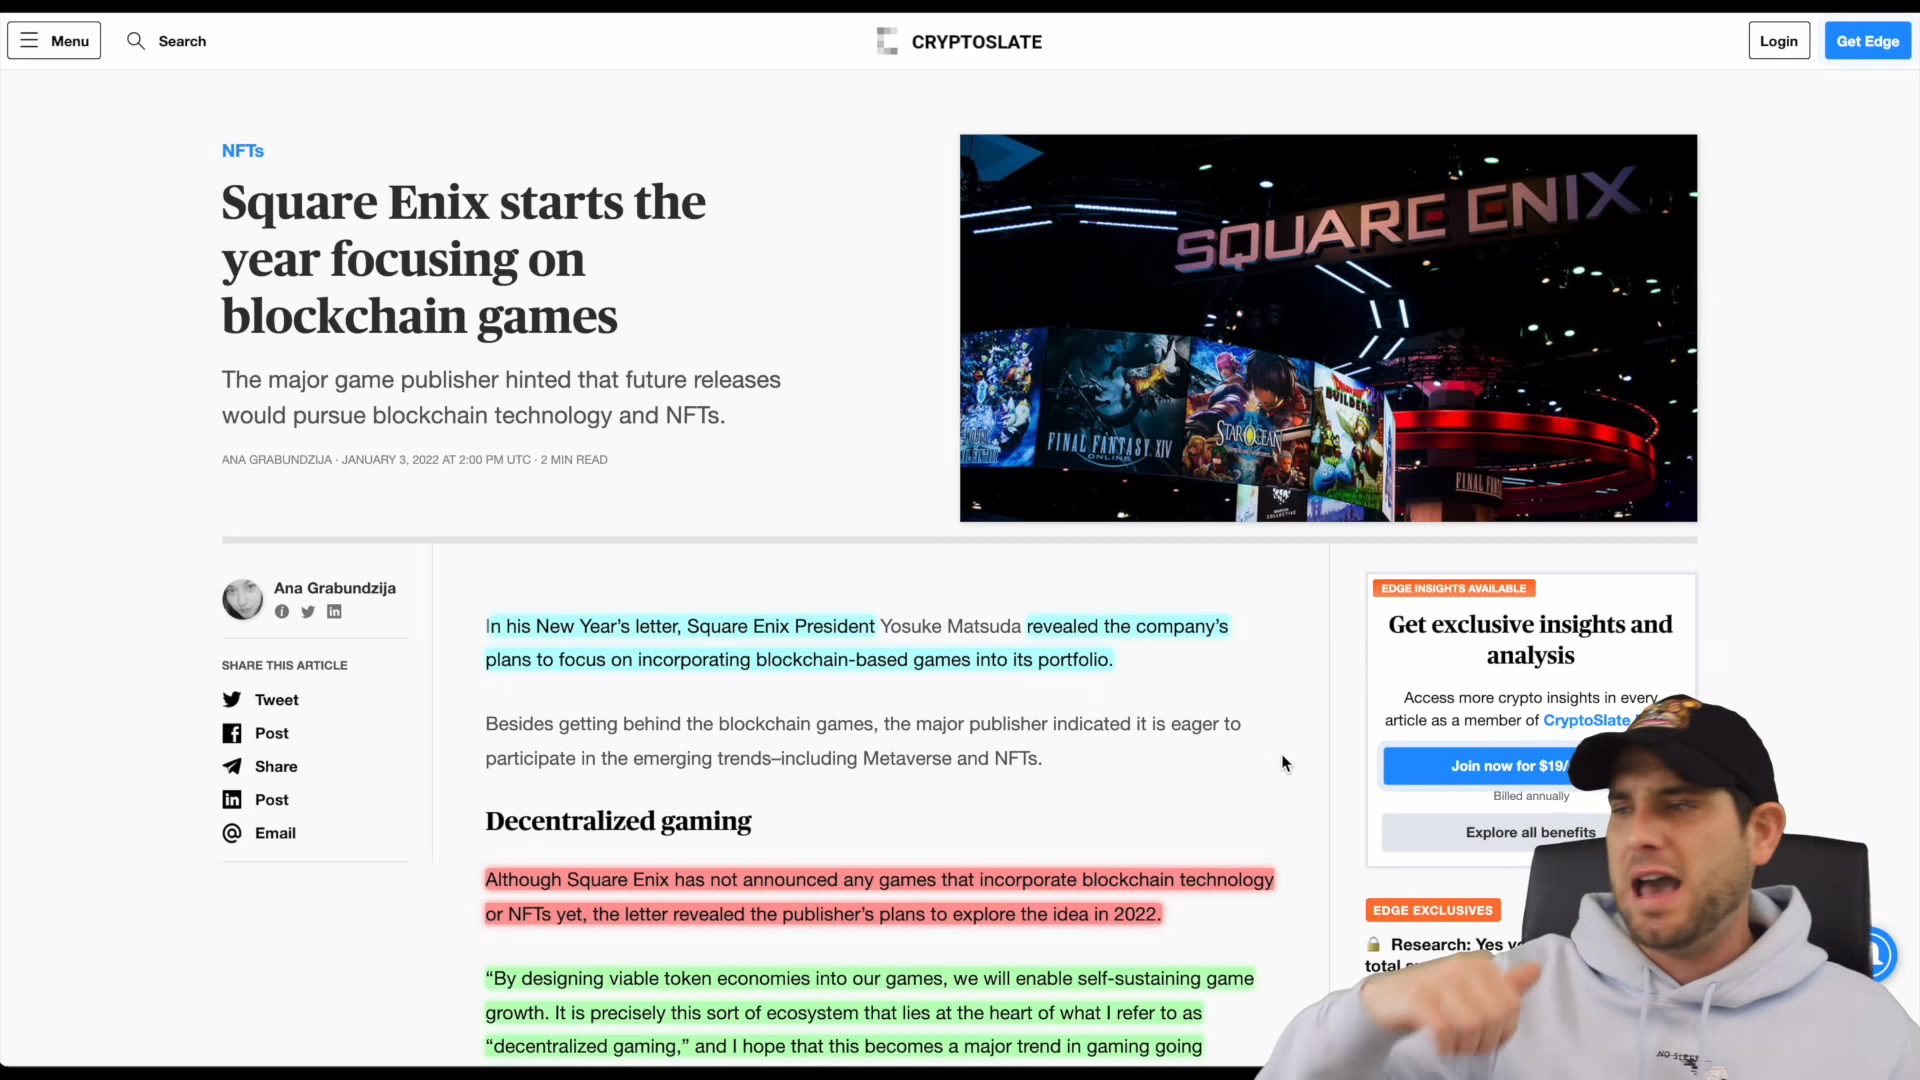 Menu
Search
CRYPTOSLATE
Login
Get Edge
NFTs
Square Enix starts the
year focusing on
blockchain games
The major game publisher hinted that future releases
would pursue blockchain technology and NFTs.
ANA GRABUNDZIJA · JANUARY 3, 2022 AT 2:00 PM UTC · 2 MIN READ
SQUARE ENIX
FINAL FANTASY XIV
ONLINE
STAR OCEAN
DRAGON QUEST
BUILDERS
COLLECTIVE
Ana Grabundzija
SHARE THIS ARTICLE
Tweet
Post
Share
Post
Email
In his New Year’s letter, Square Enix President Yosuke Matsuda revealed the company’s
plans to focus on incorporating blockchain-based games into its portfolio.
Besides getting behind the blockchain games, the major publisher indicated it is eager to
participate in the emerging trends–including Metaverse and NFTs.
Decentralized gaming
Although Square Enix has not announced any games that incorporate blockchain technology
or NFTs yet, the letter revealed the publisher’s plans to explore the idea in 2022.
“By designing viable token economies into our games, we will enable self-sustaining game
growth. It is precisely this sort of ecosystem that lies at the heart of what I refer to as
“decentralized gaming,” and I hope that this becomes a major trend in gaming going
EDGE INSIGHTS AVAILABLE
Get exclusive insights and
analysis
Access more crypto insights in every
article as a member of CryptoSlate
Join now for $19/
Billed annually
Explore all benefits
EDGE EXCLUSIVES
Research: Yes
total